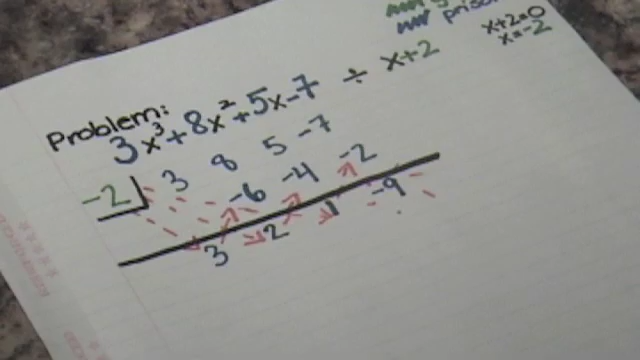 x+2=0
x=-2
Problem:
3x³+8x²+5x-7 ÷ x+2
-2 3 8 5 -7
-6 -4 -2
3 2 1 -9